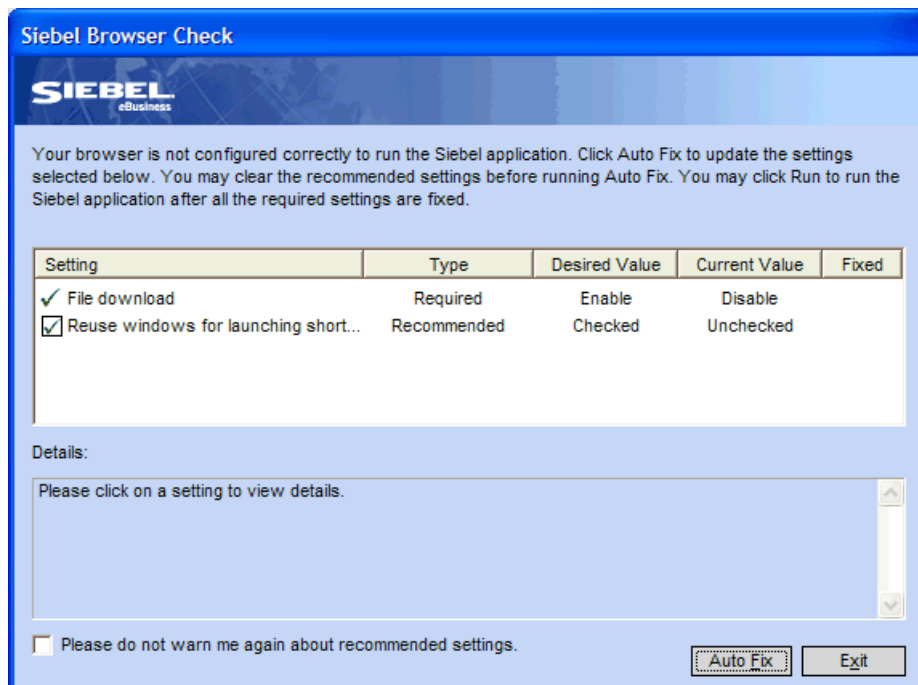 Siebel Browser Check
SIEBEL.
eBusiness
Your browser is not configured correctly to run the Siebel application. Click Auto Fix to update the settings
selected below. You may clear the recommended settings before running Auto Fix. You may click Run to run the
Siebel application after all the required settings are fixed.
Setting Type Desired Value Current Value Fixed
File download Required Enable Disable
Reuse windows for launching short... Recommended Checked Unchecked
Details:
Please click on a setting to view details.
Please do not warn me again about recommended settings.
Auto Fix Exit